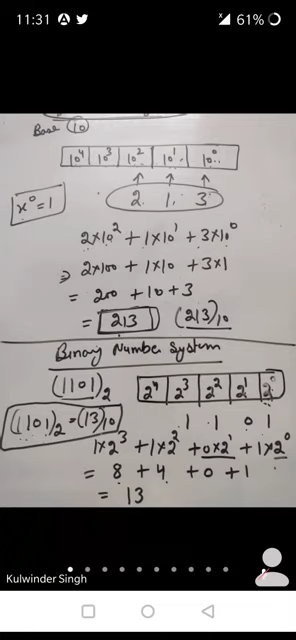 11:31
61%
Base 10
10⁴ 10³ 10² 10¹ 10⁰
x⁰=1
2 1 3
2×10² + 1×10¹ + 3×10⁰
⇒ 2×100 + 1×10 + 3×1
= 200 + 10 + 3
= 213 (213)₁₀
Binary Number System
(1101)₂ 2⁴ 2³ 2² 2¹ 2⁰
1 1 0 1
(1101)₂ = (13)₁₀
1×2³ + 1×2² + 0×2¹ + 1×2⁰
= 8 + 4 + 0 + 1
= 13
Kulwinder Singh